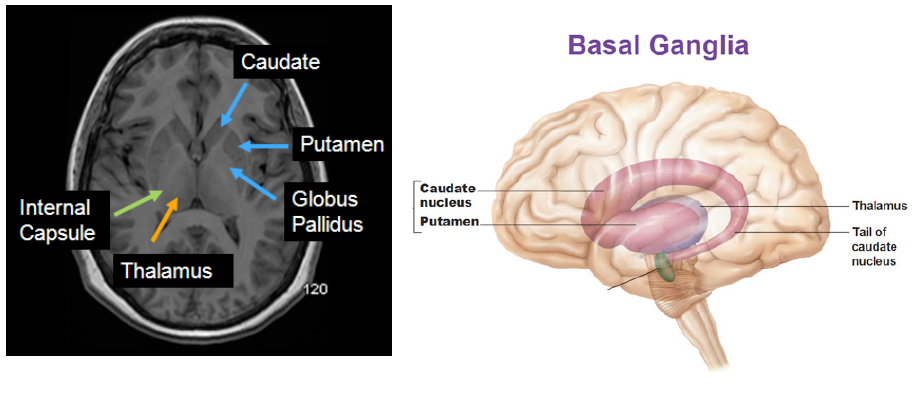 Caudate
Putamen
Globus
Pallidus
Internal
Capsule
Thalamus
120
Basal Ganglia
Caudate
nucleus
Putamen
Thalamus
Tail of
caudate
nucleus